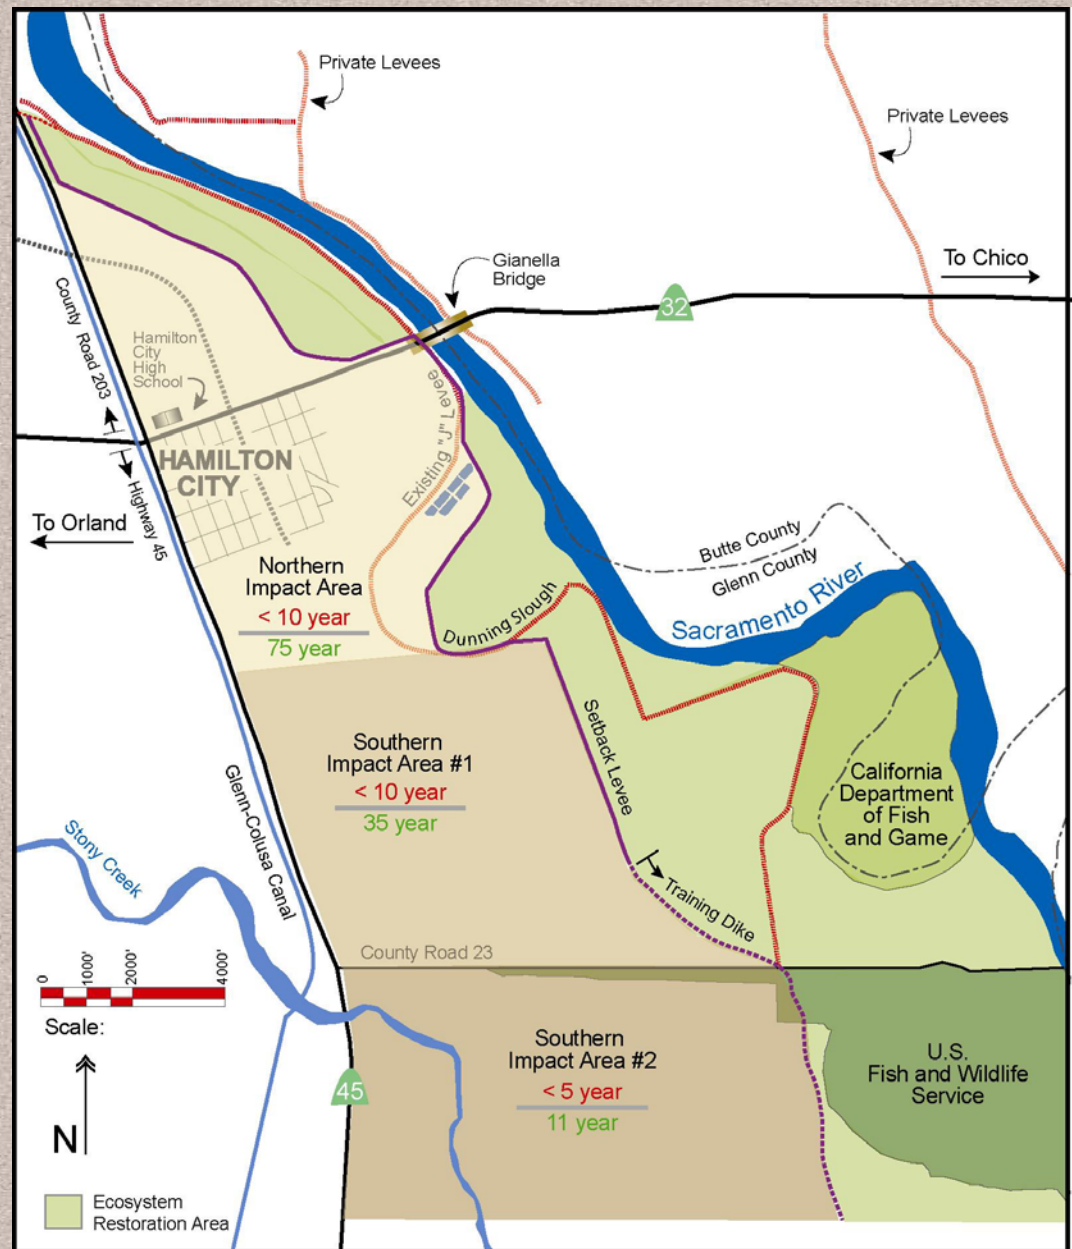 Private Levees
Private Levees
Gianella
Bridge
To Chico
32
County Road 203
Hamilton
City
High
School
Existing "J" Levee
HAMILTON
CITY
To Orland
Highway 45
Northern
Impact Area
< 10 year
75 year
Dunning Slough
Butte County
Glenn County
Sacramento River
Setback Levee
Southern
Impact Area #1
< 10 year
35 year
California
Department
of Fish
and Game
Glenn-Colusa Canal
Stony Creek
Training Dike
County Road 23
0
1000'
2000'
4000'
Scale:
Southern
Impact Area #2
< 5 year
11 year
U.S.
Fish and Wildlife
Service
45
N
Ecosystem
Restoration Area